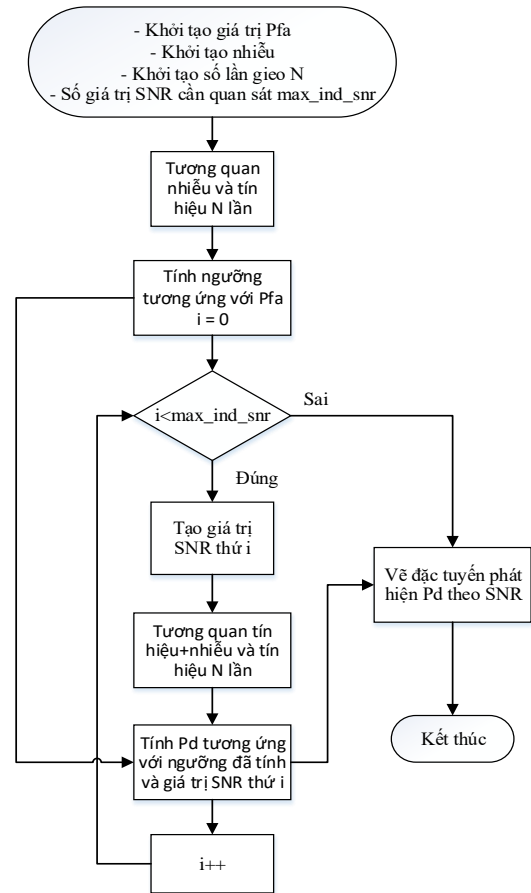 - Khởi tạo giá trị Pfa
- Khởi tạo nhiễu
- Khởi tạo số lần gieo N
- Số giá trị SNR cần quan sát max_ind_snr
Tương quan
nhiễu và tín
hiệu N lần
Tính ngưỡng
tương ứng với Pfa
i = 0
i<max_ind_snr
Sai
Đúng
Tạo giá trị
SNR thứ i
Tương quan tín
hiệu+nhiễu và tín
hiệu N lần
Tính Pd tương ứng
với ngưỡng đã tính
và giá trị SNR thứ i
i++
Vẽ đặc tuyến phát
hiện Pd theo SNR
Kết thúc